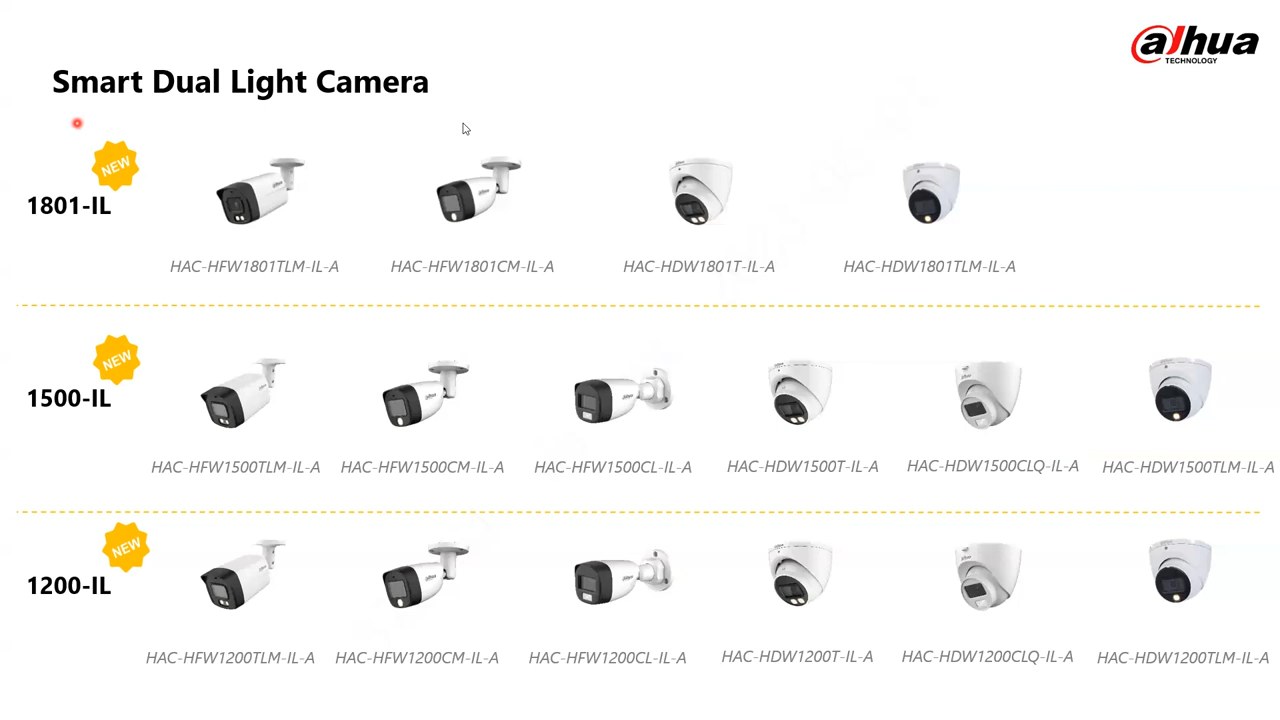 alhua
TECHNOLOGY
Smart Dual Light Camera
NEW
1801-IL
HAC-HFW1801TLM-IL-A
HAC-HFW1801CM-IL-A
HAC-HDW1801T-IL-A
HAC-HDW1801TLM-IL-A
NEW
1500-IL
HAC-HFW1500TLM-IL-A
HAC-HFW1500CM-IL-A
HAC-HFW1500CL-IL-A
HAC-HDW1500T-IL-A
HAC-HDW1500CLQ-IL-A
HAC-HDW1500TLM-IL-A
NEW
1200-IL
HAC-HFW1200TLM-IL-A
HAC-HFW1200CM-IL-A
HAC-HFW1200CL-IL-A
HAC-HDW1200T-IL-A
HAC-HDW1200CLQ-IL-A
HAC-HDW1200TLM-IL-A